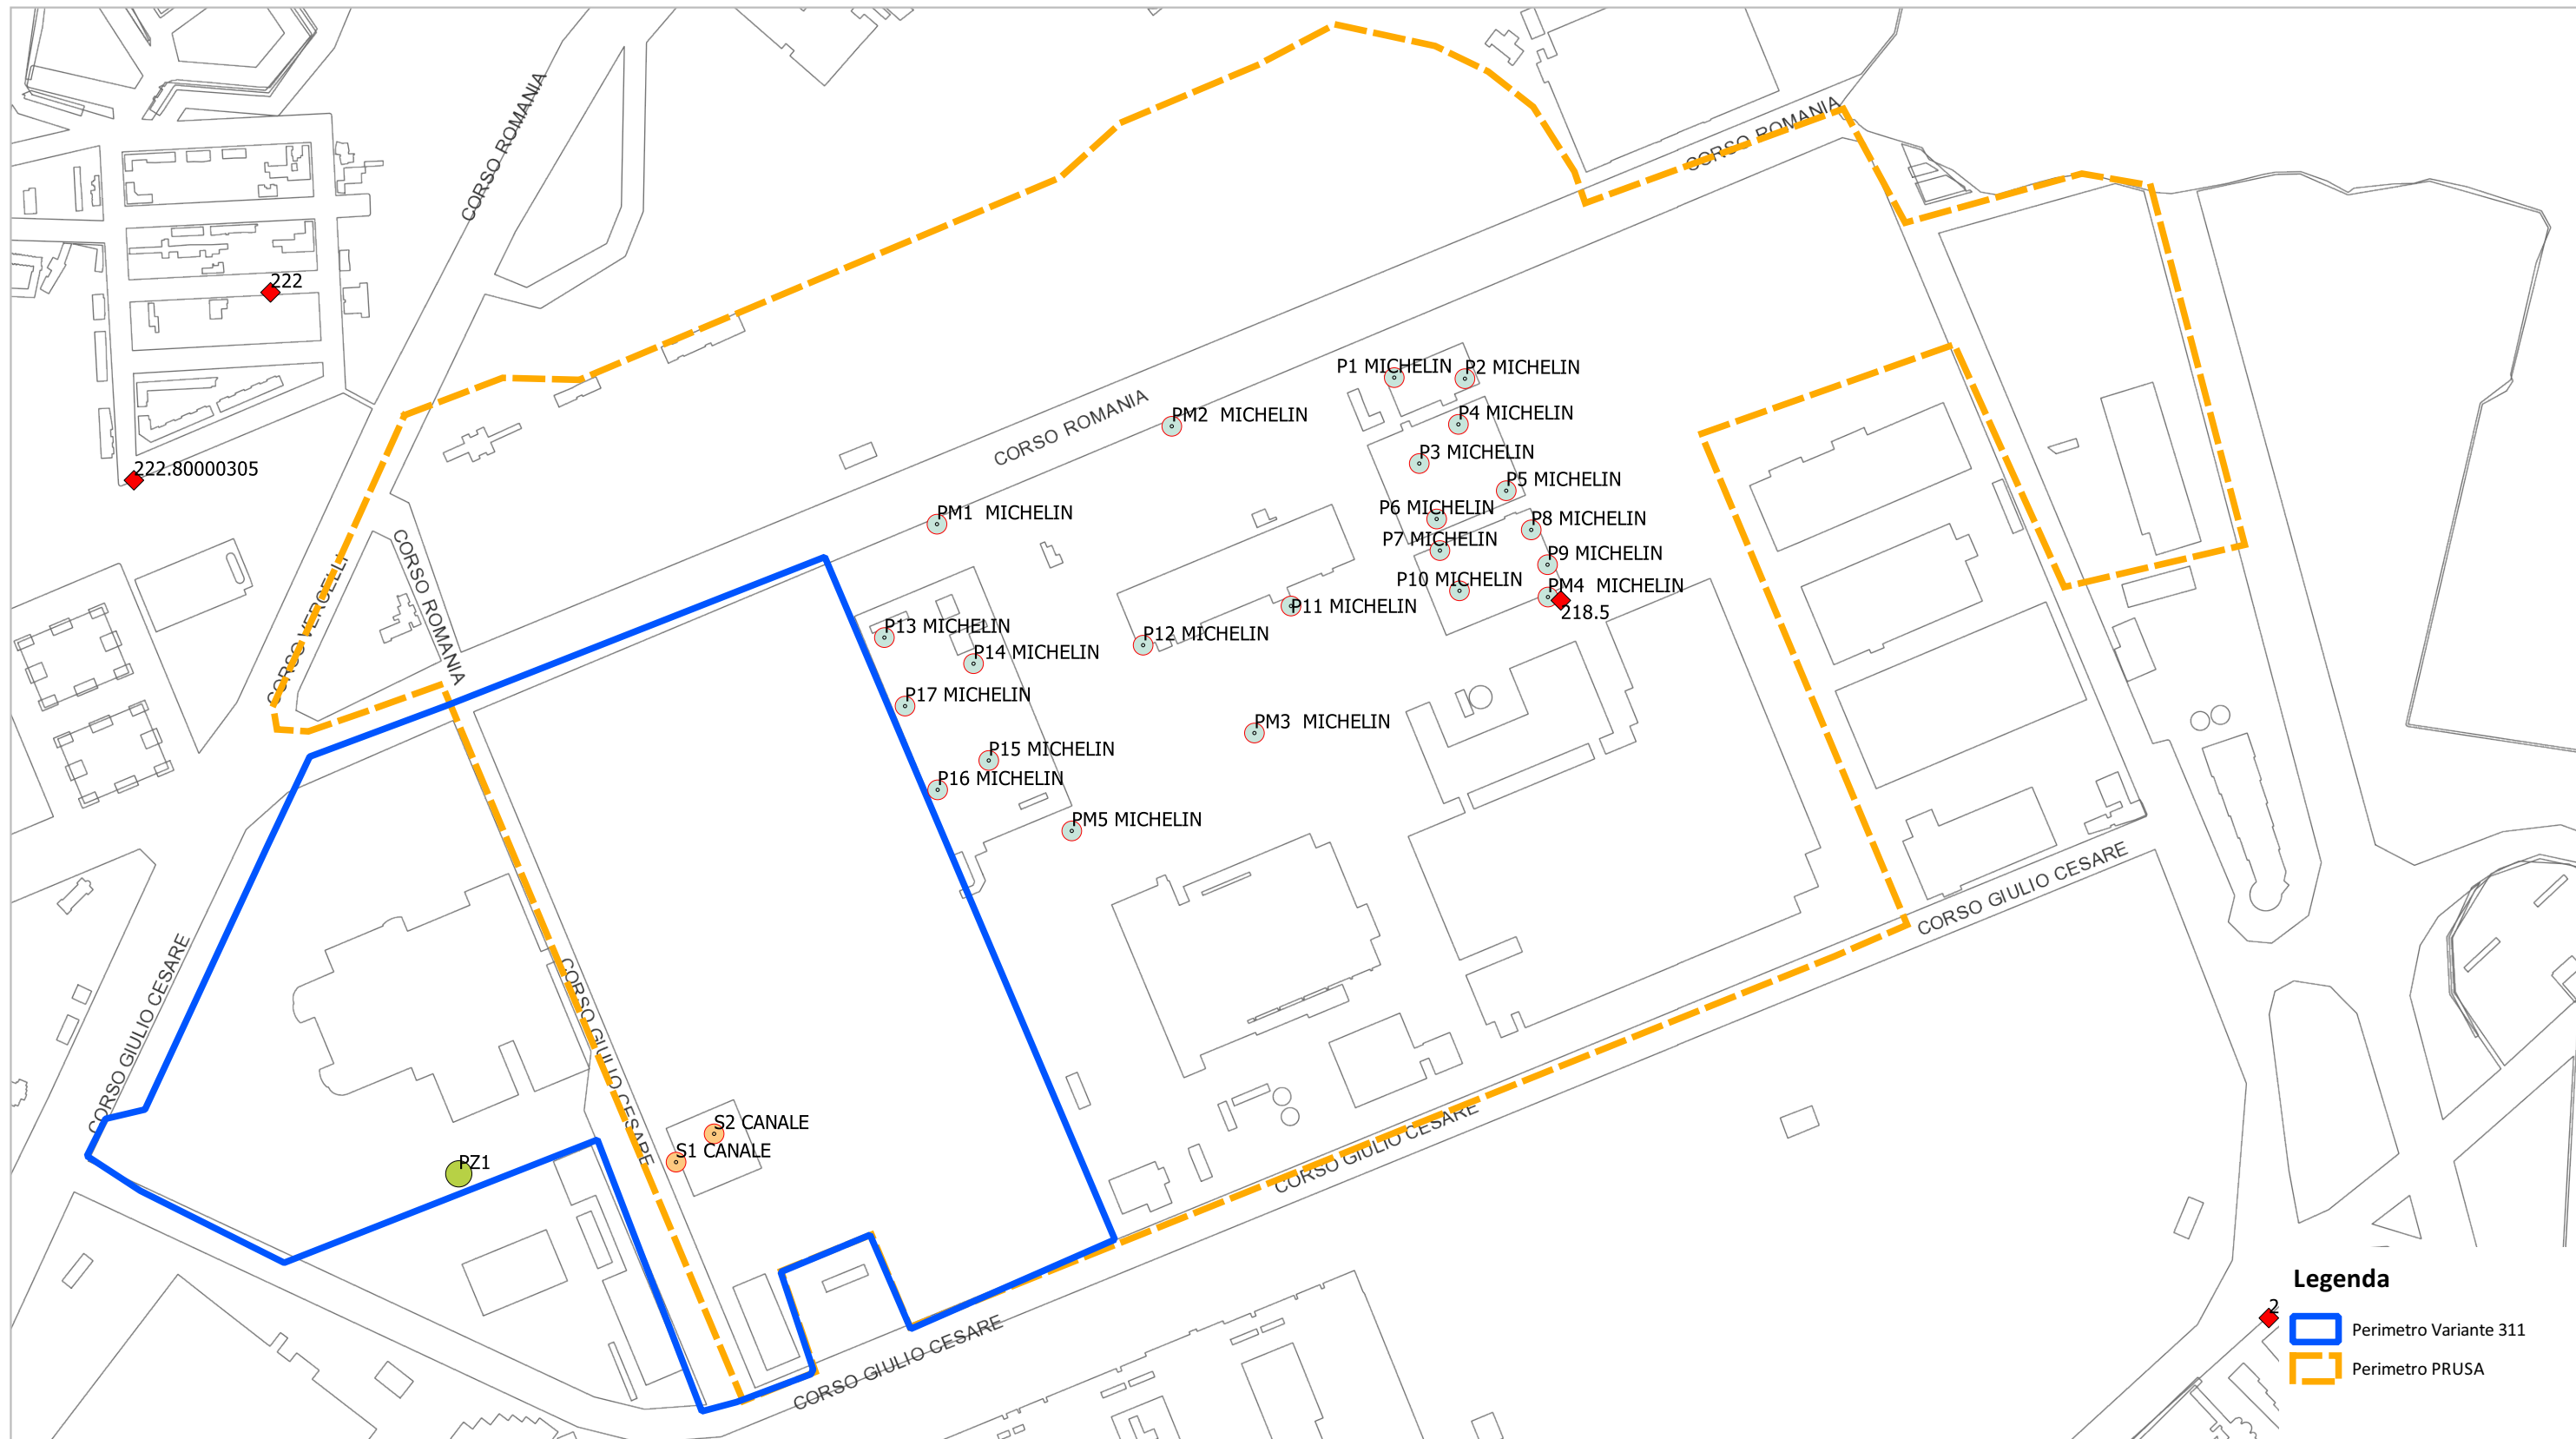 CORSO ROMANIA
CORSO ROMANIA
222
P1 MICHELIN
P2 MICHELIN
CORSO ROMANIA
PM2  MICHELIN
P4 MICHELIN
P3 MICHELIN
222.80000305
P5 MICHELIN
PM1  MICHELIN
P6 MICHELIN
P8 MICHELIN
P7 MICHELIN
P9 MICHELIN
CORSO VERCELLI
CORSO ROMANIA
P10 MICHELIN
PM4  MICHELIN
P11 MICHELIN
218.5
P13 MICHELIN
P12 MICHELIN
P14 MICHELIN
P17 MICHELIN
PM3  MICHELIN
P15 MICHELIN
P16 MICHELIN
PM5 MICHELIN
CORSO GIULIO CESARE
CORSO GIULIO CESARE
CORSO GIULIO CESARE
S2 CANALE
S1 CANALE
PZ1
CORSO GIULIO CESARE
CORSO GIULIO CESARE
Legenda
2
Perimetro Variante 311
Perimetro PRUSA